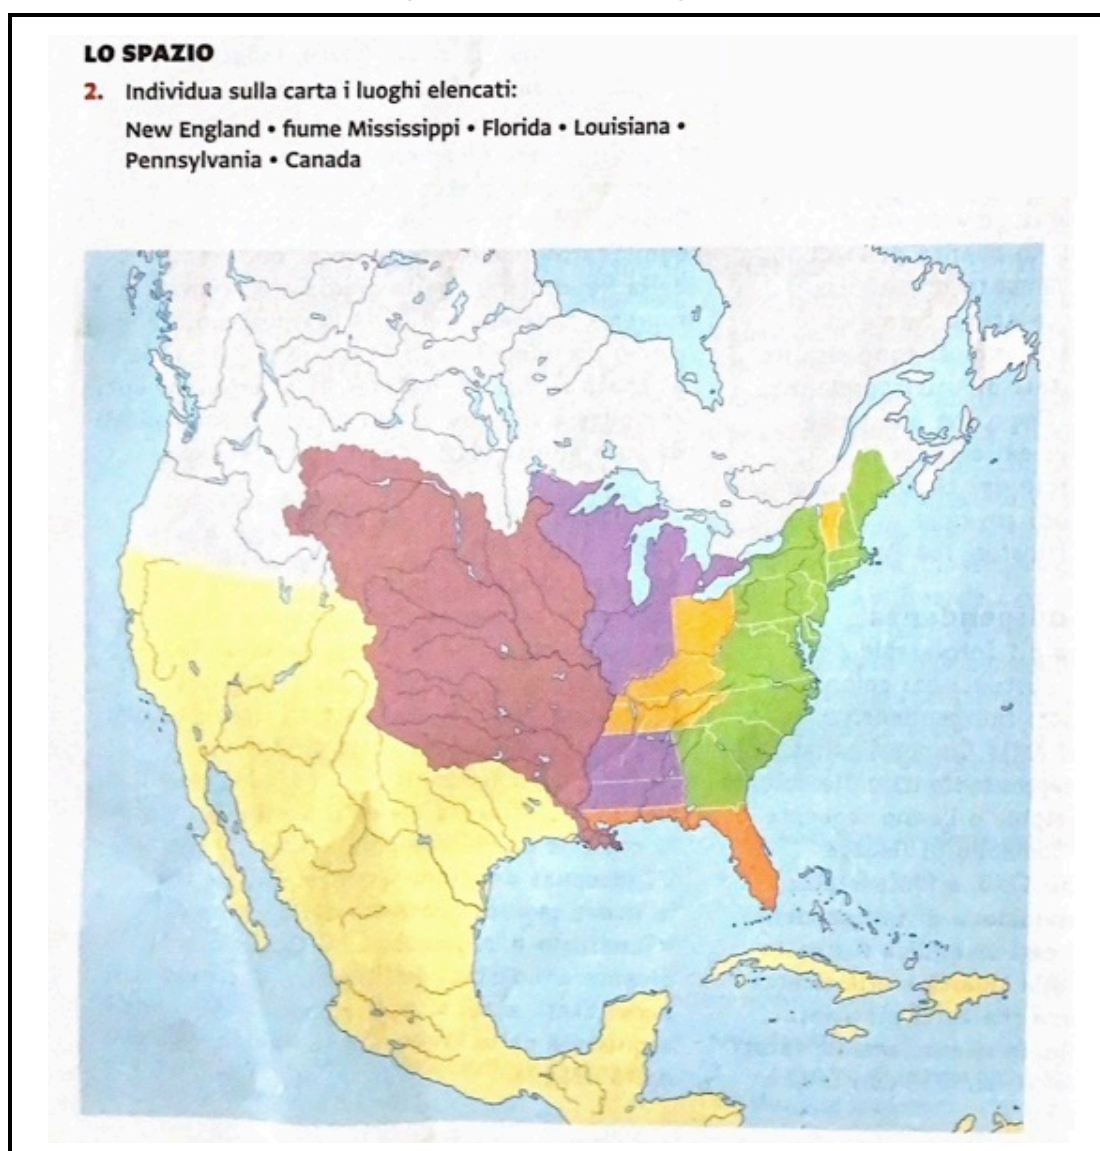 LO SPAZIO
2. Individua sulla carta i luoghi elencati:
New England • fiume Mississippi • Florida • Louisiana •
Pennsylvania • Canada